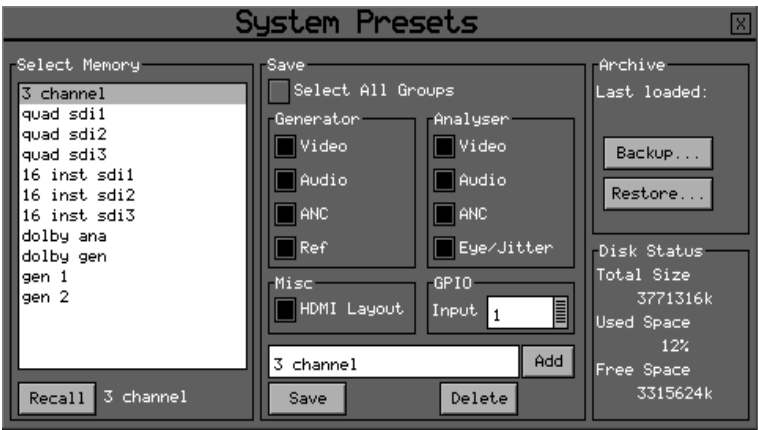 System Presets
X
Select Memory
3 channel
quad sdi1
quad sdi2
quad sdi3
16 inst sdi1
16 inst sdi2
16 inst sdi3
dolby ana
dolby gen
gen 1
gen 2
Recall 3 channel
Save
Select All Groups
Generator
Video
Audio
ANC
Ref
Analyser
Video
Audio
ANC
Eye/Jitter
Misc
HDMI Layout
GPIO
Input 1
3 channel Add
Save Delete
Archive
Last loaded:
Backup...
Restore...
Disk Status
Total Size
3771316k
Used Space
12%
Free Space
3315624k